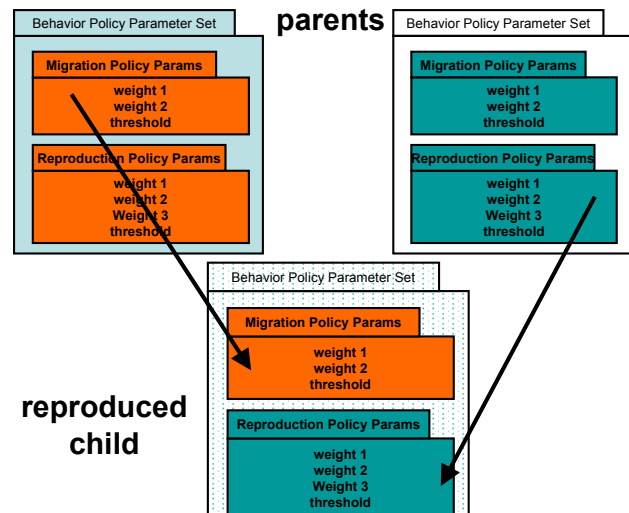 parents
Behavior Policy Parameter Set
Migration Policy Params
weight 1
weight 2
threshold
Reproduction Policy Params
weight 1
weight 2
Weight 3
threshold
Behavior Policy Parameter Set
Migration Policy Params
weight 1
weight 2
threshold
Reproduction Policy Params
weight 1
weight 2
Weight 3
threshold
reproduced
child
Behavior Policy Parameter Set
Migration Policy Params
weight 1
weight 2
threshold
Reproduction Policy Params
weight 1
weight 2
Weight 3
threshold